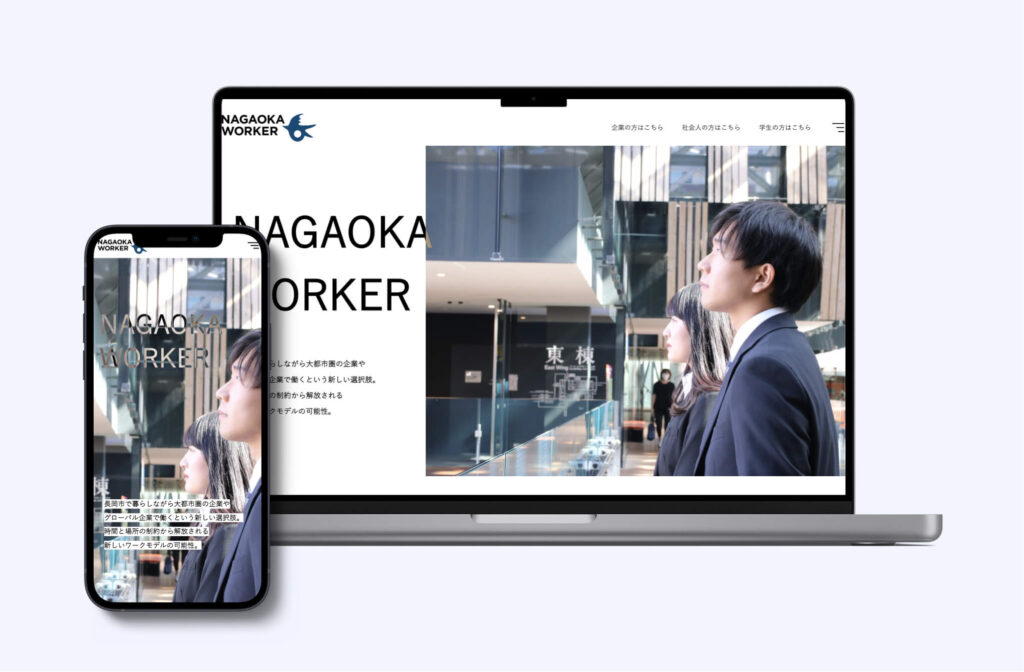 NAGAOKA
WORKER
企業の方はこちら 社会人の方はこちら 学生の方はこちら
NAGAOKA
ORKER
らしながら大都市圏の企業や
企業で働くという新しい選択肢。
の制約から解放される
クモデルの可能性。
東棟
East Wing
NAGAOKA
WORKER
NAGAOKA
WORKER
長岡市で暮らしながら大都市圏の企業や
グローバル企業で働くという新しい選択肢。
時間と場所の制約から解放される
新しいワークモデルの可能性。